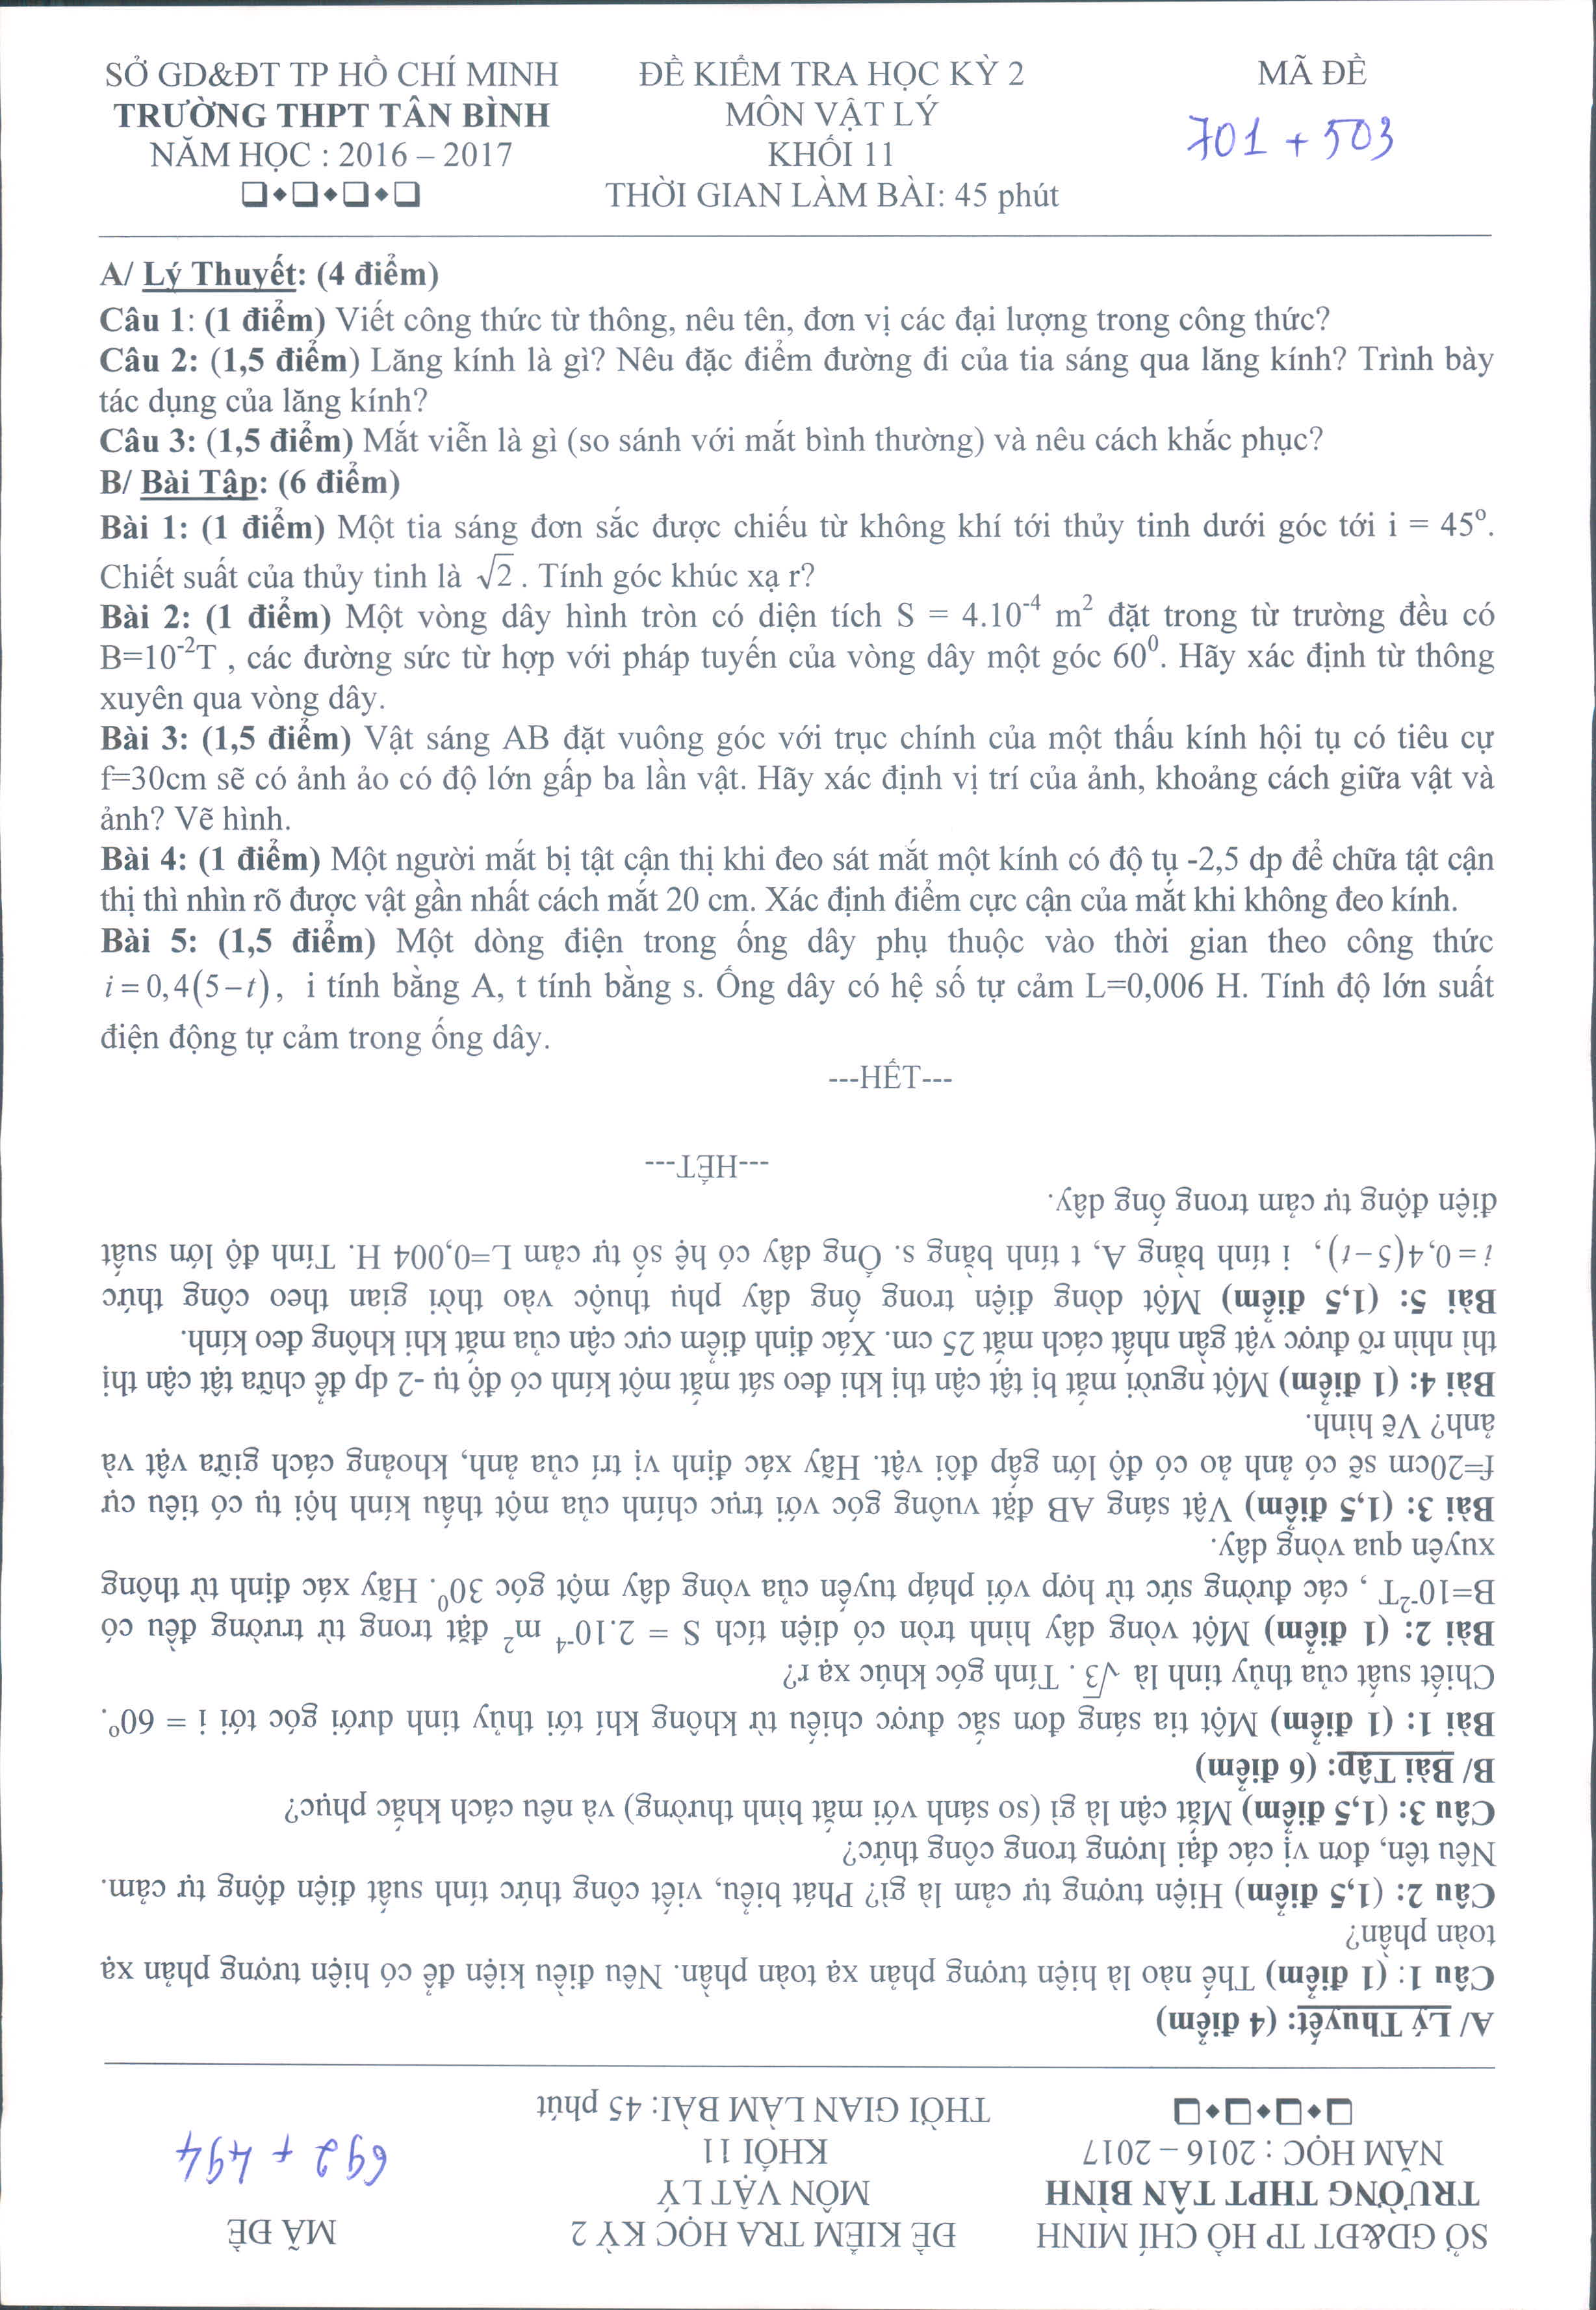 SỞ GD&ĐT TP HỒ CHÍ MINH
TRƯỜNG THPT TÂN BÌNH
NĂM HỌC : 2016 – 2017
❑◆❑◆❑◆❑
ĐỀ KIỂM TRA HỌC KỲ 2
MÔN VẬT LÝ
KHỐI 11
THỜI GIAN LÀM BÀI: 45 phút
MÃ ĐỀ
701 + 503
A/ Lý Thuyết: (4 điểm)
Câu 1: (1 điểm) Viết công thức từ thông, nêu tên, đơn vị các đại lượng trong công thức?
Câu 2: (1,5 điểm) Lăng kính là gì? Nêu đặc điểm đường đi của tia sáng qua lăng kính? Trình bày
tác dụng của lăng kính?
Câu 3: (1,5 điểm) Mắt viễn là gì (so sánh với mắt bình thường) và nêu cách khắc phục?
B/ Bài Tập: (6 điểm)
Bài 1: (1 điểm) Một tia sáng đơn sắc được chiếu từ không khí tới thủy tinh dưới góc tới i = 45º.
Chiết suất của thủy tinh là √2 . Tính góc khúc xạ r?
Bài 2: (1 điểm) Một vòng dây hình tròn có diện tích S = 4.10⁻⁴ m² đặt trong từ trường đều có
B=10⁻²T , các đường sức từ hợp với pháp tuyến của vòng dây một góc 60⁰. Hãy xác định từ thông
xuyên qua vòng dây.
Bài 3: (1,5 điểm) Vật sáng AB đặt vuông góc với trục chính của một thấu kính hội tụ có tiêu cự
f=30cm sẽ có ảnh ảo có độ lớn gấp ba lần vật. Hãy xác định vị trí của ảnh, khoảng cách giữa vật và
ảnh? Vẽ hình.
Bài 4: (1 điểm) Một người mắt bị tật cận thị khi đeo sát mắt một kính có độ tụ -2,5 dp để chữa tật cận
thị thì nhìn rõ được vật gần nhất cách mắt 20 cm. Xác định điểm cực cận của mắt khi không đeo kính.
Bài 5: (1,5 điểm) Một dòng điện trong ống dây phụ thuộc vào thời gian theo công thức
i = 0,4(5−t), i tính bằng A, t tính bằng s. Ống dây có hệ số tự cảm L=0,006 H. Tính độ lớn suất
điện động tự cảm trong ống dây.
---HẾT---
SỞ GD&ĐT TP HỒ CHÍ MINH
TRƯỜNG THPT TÂN BÌNH
NĂM HỌC : 2016 – 2017
❑◆❑◆❑◆❑
ĐỀ KIỂM TRA HỌC KỲ 2
MÔN VẬT LÝ
KHỐI 11
THỜI GIAN LÀM BÀI: 45 phút
MÃ ĐỀ
692 + 494
A/ Lý Thuyết: (4 điểm)
Câu 1: (1 điểm) Thế nào là hiện tượng phản xạ toàn phần. Nêu điều kiện để có hiện tượng phản xạ
toàn phần?
Câu 2: (1,5 điểm) Hiện tượng tự cảm là gì? Phát biểu, viết công thức tính suất điện động tự cảm.
Nêu tên, đơn vị các đại lượng trong công thức?
Câu 3: (1,5 điểm) Mắt cận là gì (so sánh với mắt bình thường) và nêu cách khắc phục?
B/ Bài Tập: (6 điểm)
Bài 1: (1 điểm) Một tia sáng đơn sắc được chiếu từ không khí tới thủy tinh dưới góc tới i = 60º.
Chiết suất của thủy tinh là √3 . Tính góc khúc xạ r?
Bài 2: (1 điểm) Một vòng dây hình tròn có diện tích S = 2.10⁻⁴ m² đặt trong từ trường đều có
B=10⁻²T , các đường sức từ hợp với pháp tuyến của vòng dây một góc 30⁰. Hãy xác định từ thông
xuyên qua vòng dây.
Bài 3: (1,5 điểm) Vật sáng AB đặt vuông góc với trục chính của một thấu kính hội tụ có tiêu cự
f=20cm sẽ có ảnh ảo có độ lớn gấp đôi vật. Hãy xác định vị trí của ảnh, khoảng cách giữa vật và
ảnh? Vẽ hình.
Bài 4: (1 điểm) Một người mắt bị tật cận thị khi đeo sát mắt một kính có độ tụ -2 dp để chữa tật cận thị
thì nhìn rõ được vật gần nhất cách mắt 25 cm. Xác định điểm cực cận của mắt khi không đeo kính.
Bài 5: (1,5 điểm) Một dòng điện trong ống dây phụ thuộc vào thời gian theo công thức
i = 0,4(5−t), i tính bằng A, t tính bằng s. Ống dây có hệ số tự cảm L=0,004 H. Tính độ lớn suất
điện động tự cảm trong ống dây.
---HẾT---